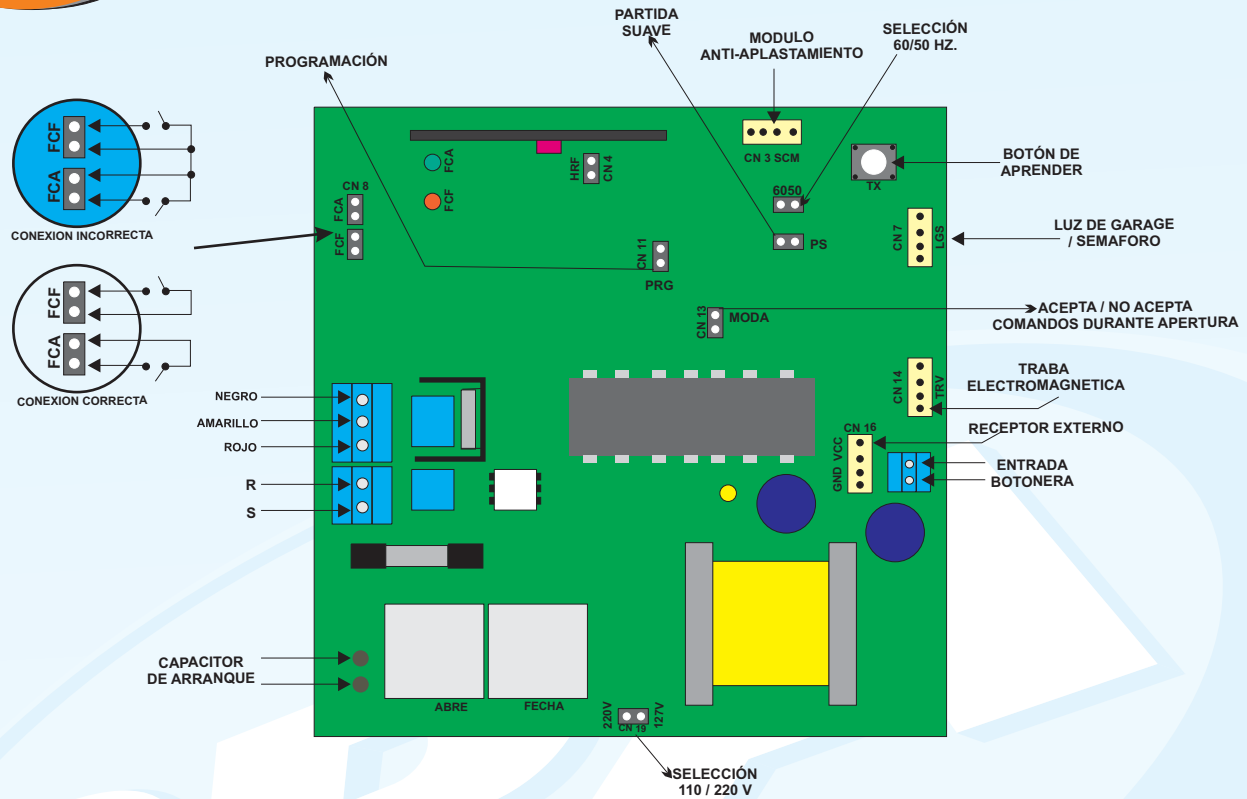 PARTIDA
SUAVE
MODULO
ANTI-APLASTAMIENTO
SELECCIÓN
60/50 HZ.
PROGRAMACIÓN
FCF
FCA
CONEXION INCORRECTA
FCF
FCA
CONEXION CORRECTA
CN 8
FCA
FCF
FCA
FCF
HRF
CN 4
CN 3 SCM
TX
BOTÓN DE
APRENDER
6050
PS
CN 7
LGS
LUZ DE GARAGE
/ SEMAFORO
CN 11
PRG
CN 13
MODA
ACEPTA / NO ACEPTA
COMANDOS DURANTE APERTURA
CN 14
TRV
TRABA
ELECTROMAGNETICA
NEGRO
AMARILLO
ROJO
R
S
CN 16
GND VCC
RECEPTOR EXTERNO
ENTRADA
BOTONERA
CAPACITOR
DE ARRANQUE
ABRE
FECHA
220V
127V
CN 19
SELECCIÓN
110 / 220 V